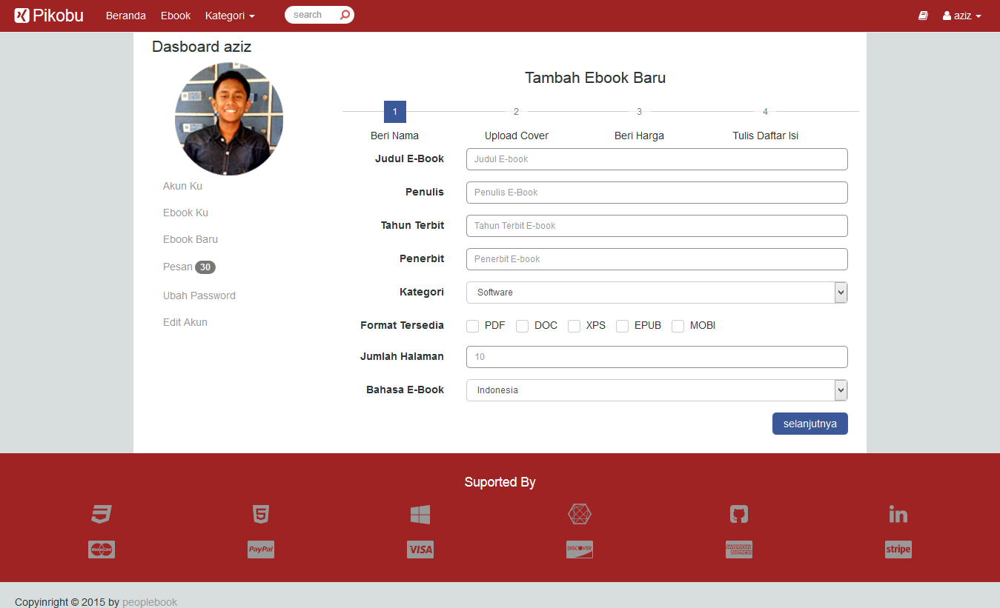 Pikobu Beranda Ebook Kategori search aziz
Dasboard aziz
Tambah Ebook Baru
1 2 3 4
Beri Nama Upload Cover Beri Harga Tulis Daftar Isi
Akun Ku
Ebook Ku
Ebook Baru
Pesan 30
Ubah Password
Edit Akun
Judul E-Book Judul E-book
Penulis Penulis E-Book
Tahun Terbit Tahun Terbit E-book
Penerbit Penerbit E-book
Kategori Software
Format Tersedia PDF DOC XPS EPUB MOBI
Jumlah Halaman 10
Bahasa E-Book Indonesia
selanjutnya
Suported By
MasterCard PayPal VISA DISCOVER AMERICAN EXPRESS stripe
Copyinright © 2015 by peoplebook